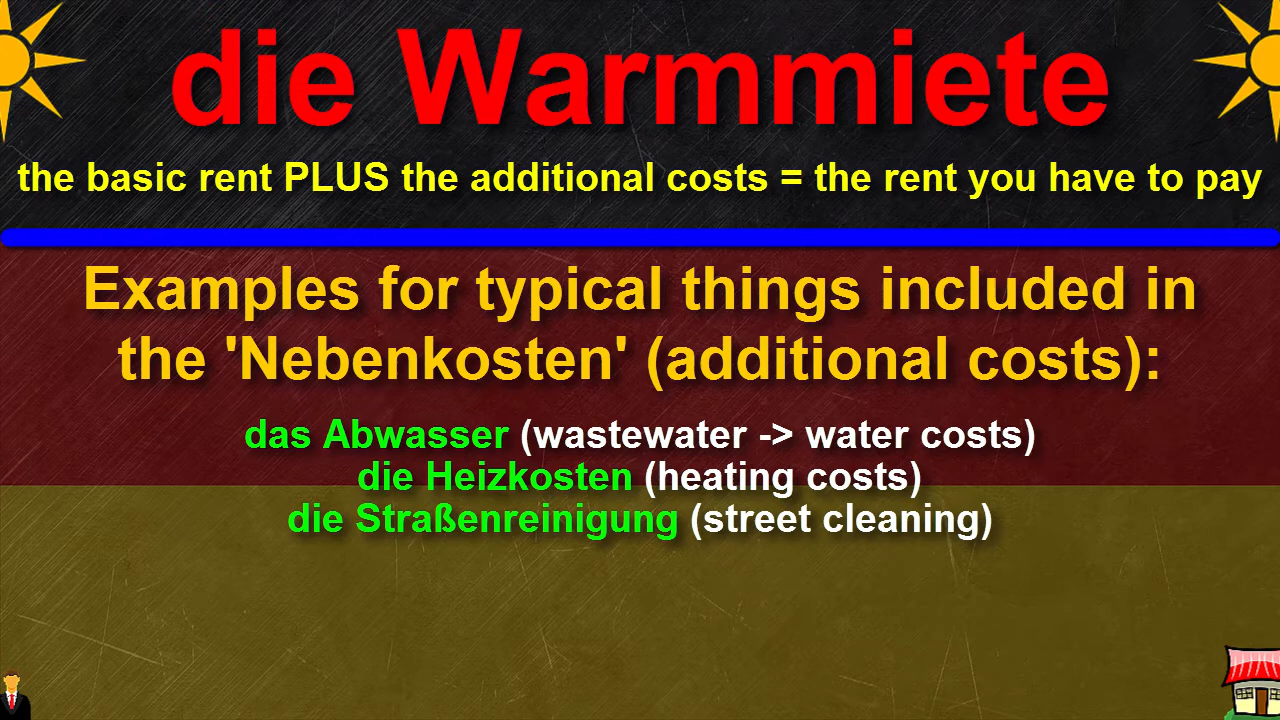 die Warmmiete
the basic rent PLUS the additional costs = the rent you have to pay
Examples for typical things included in
the 'Nebenkosten' (additional costs):
das Abwasser (wastewater -> water costs)
die Heizkosten (heating costs)
die Straßenreinigung (street cleaning)